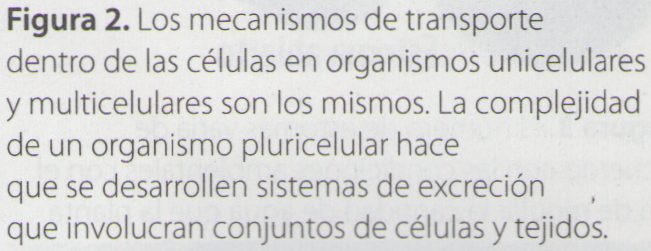 Figura 2. Los mecanismos de transporte
dentro de las células en organismos unicelulares
y multicelulares son los mismos. La complejidad
de un organismo pluricelular hace
que se desarrollen sistemas de excreción
que involucran conjuntos de células y tejidos.